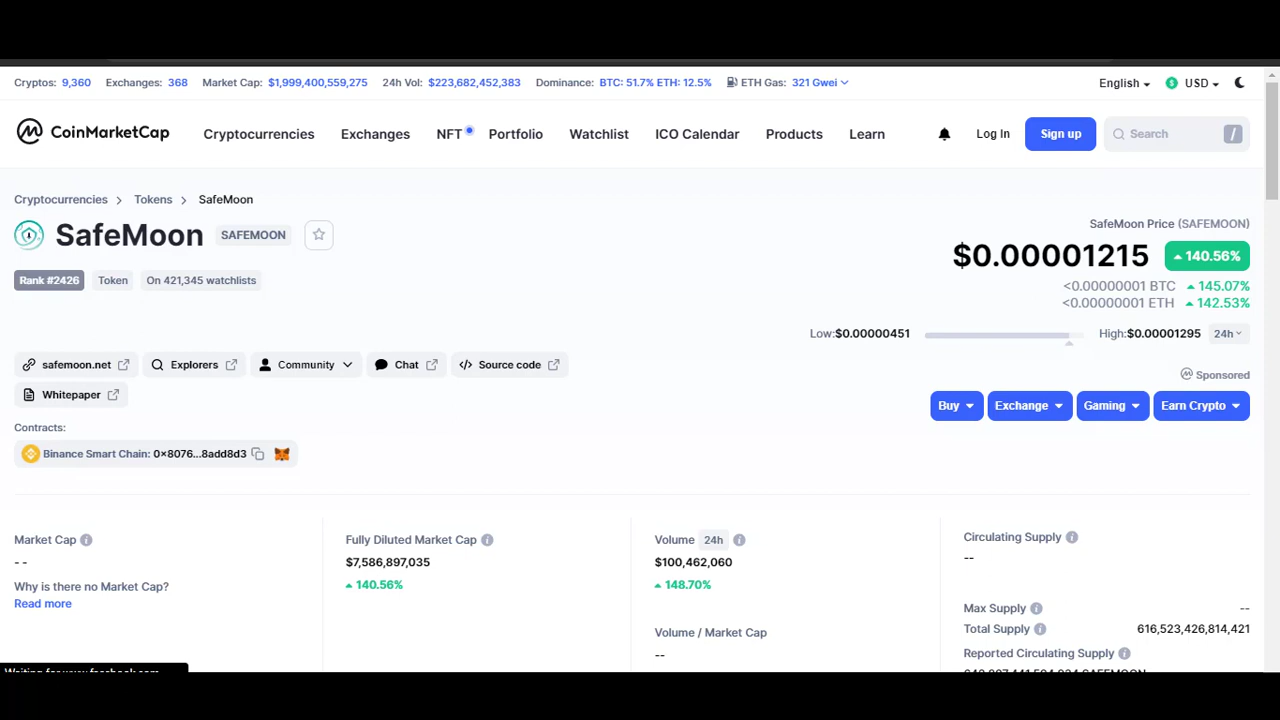 Cryptos: 9,360 Exchanges: 368 Market Cap: $1,999,400,559,275 24h Vol: $223,682,452,383 Dominance: BTC: 51.7% ETH: 12.5% ETH Gas: 321 Gwei English USD
CoinMarketCap Cryptocurrencies Exchanges NFT Portfolio Watchlist ICO Calendar Products Learn Log In Sign up Search /
Cryptocurrencies > Tokens > SafeMoon
SafeMoon SAFEMOON
Rank #2426 Token On 421,345 watchlists
SafeMoon Price (SAFEMOON)
$0.00001215 140.56%
<0.00000001 BTC 145.07%
<0.00000001 ETH 142.53%
Low:$0.00000451 High:$0.00001295 24h
safemoon.net Explorers Community Chat Source code
Whitepaper
Sponsored
Buy Exchange Gaming Earn Crypto
Contracts:
Binance Smart Chain: 0x8076...8add8d3
Market Cap
- -
Why is there no Market Cap?
Read more
Fully Diluted Market Cap
$7,586,897,035
140.56%
Volume 24h
$100,462,060
148.70%
Volume / Market Cap
--
Circulating Supply
--
Max Supply --
Total Supply 616,523,426,814,421
Reported Circulating Supply